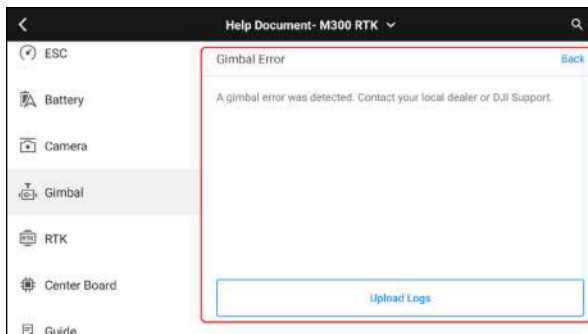 Help Document- M300 RTK
ESC
Battery
Camera
Gimbal
RTK
Center Board
Guide
Gimbal Error
Back
A gimbal error was detected. Contact your local dealer or DJI Support.
Upload Logs